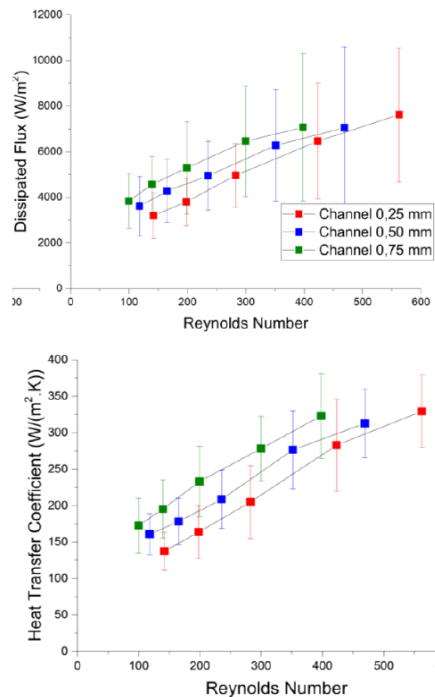 Dissipated Flux (W/m²)
12000
10000
8000
6000
4000
2000
0
00
0 100 200 300 400 500 600
Reynolds Number
Channel 0,25 mm
Channel 0,50 mm
Channel 0,75 mm
Heat Transfer Coefficient (W/(m².K))
400
350
300
250
200
150
100
50
0
0 100 200 300 400 500
Reynolds Number